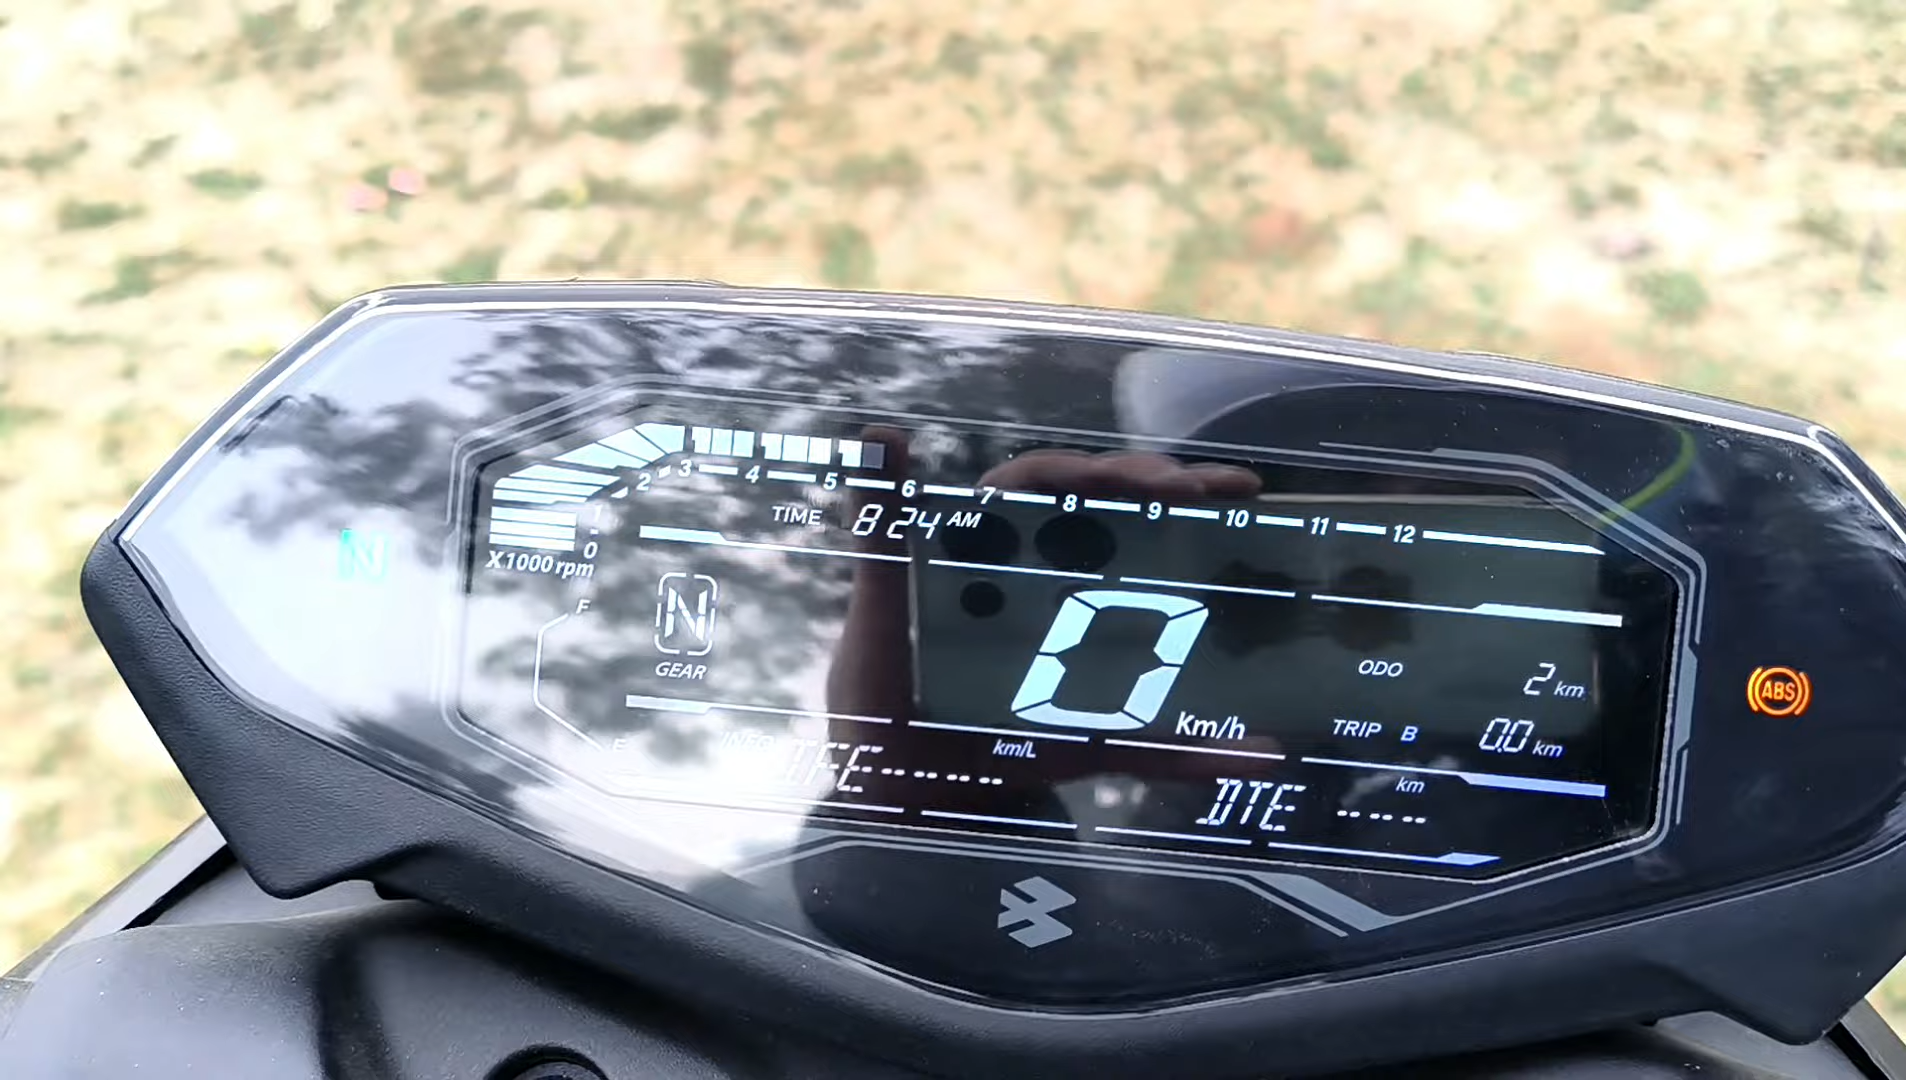 0 1 2 3 4 5 6 7 8 9 10 11 12
X1000 rpm
TIME 8 24 AM
N
F
N
GEAR
E
0 Km/h
ODO 2 km
TRIP B 0.0 km
ABS
INFO
km/L
IFE-- -- -- --
km
DTE -- -- -- --